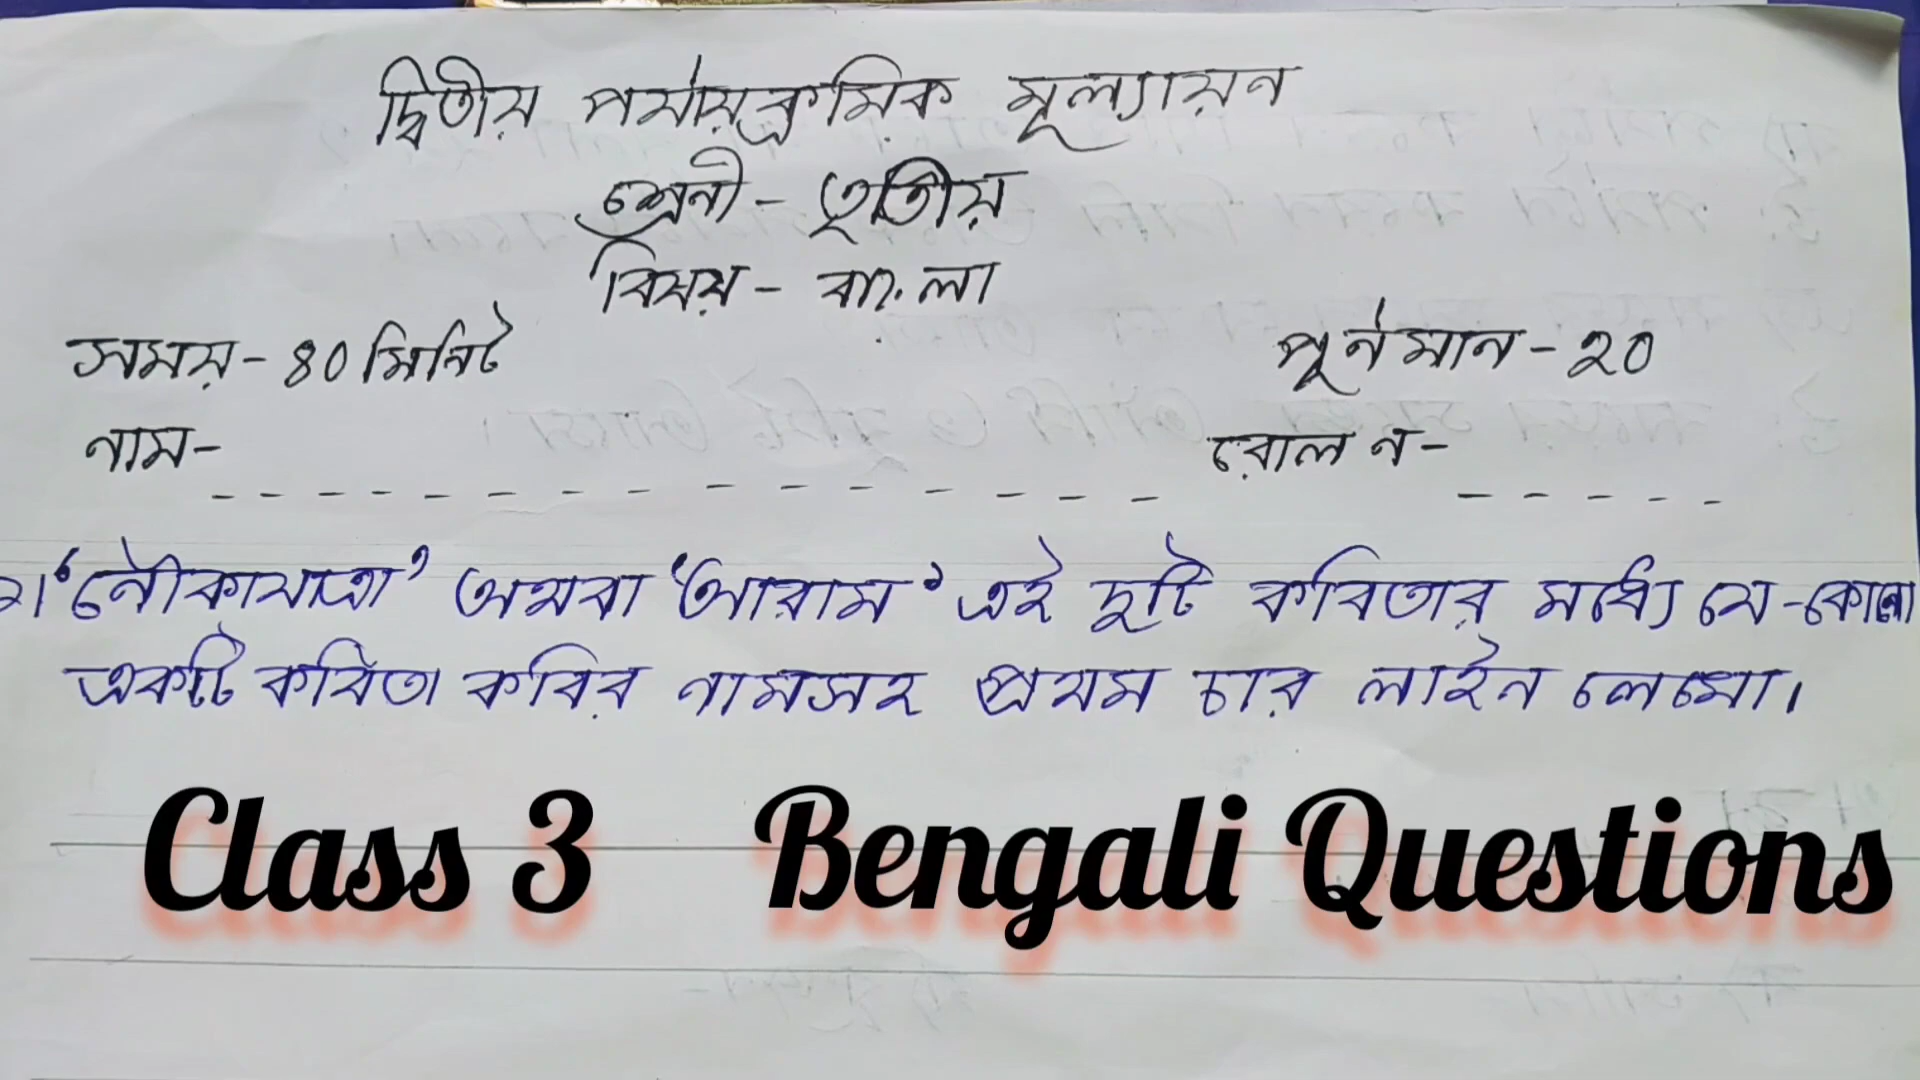 দ্বিতীয় পর্যায়ক্রমিক মূল্যায়ন
শ্রেনী - তৃতীয়
বিষয় - বাংলা
সময় - ৪০ মিনিট
পূর্নমান - ২০
নাম -
রোল ন -
১। 'নৌকাযাত্রা' অথবা 'আরাম' এই দুটি কবিতার মধ্যে যে-কোনো
একটি কবিতা কবির নামসহ প্রথম চার লাইন লেখো।
Class 3 Bengali Questions